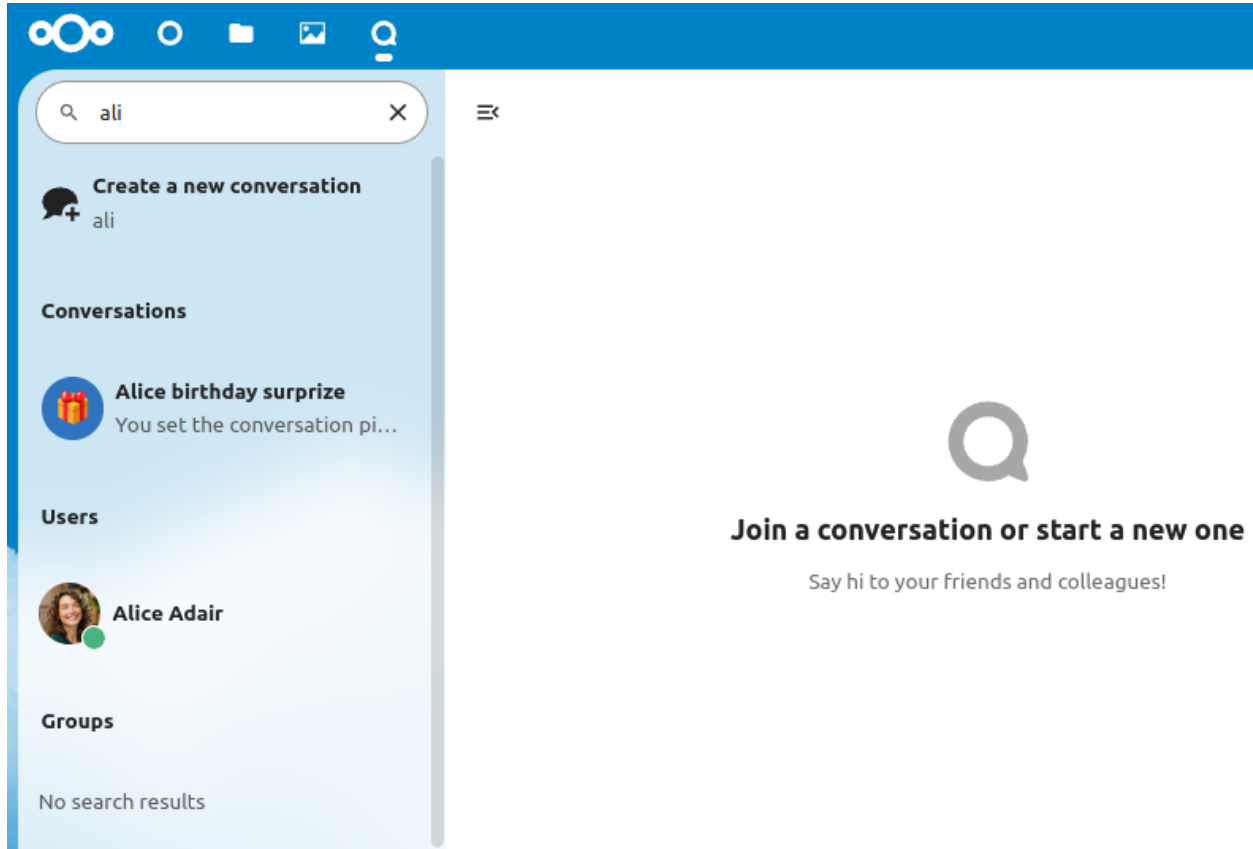 ali
Create a new conversation
ali
Conversations
Alice birthday surprize
You set the conversation pi...
Users
Alice Adair
Groups
No search results
Join a conversation or start a new one
Say hi to your friends and colleagues!